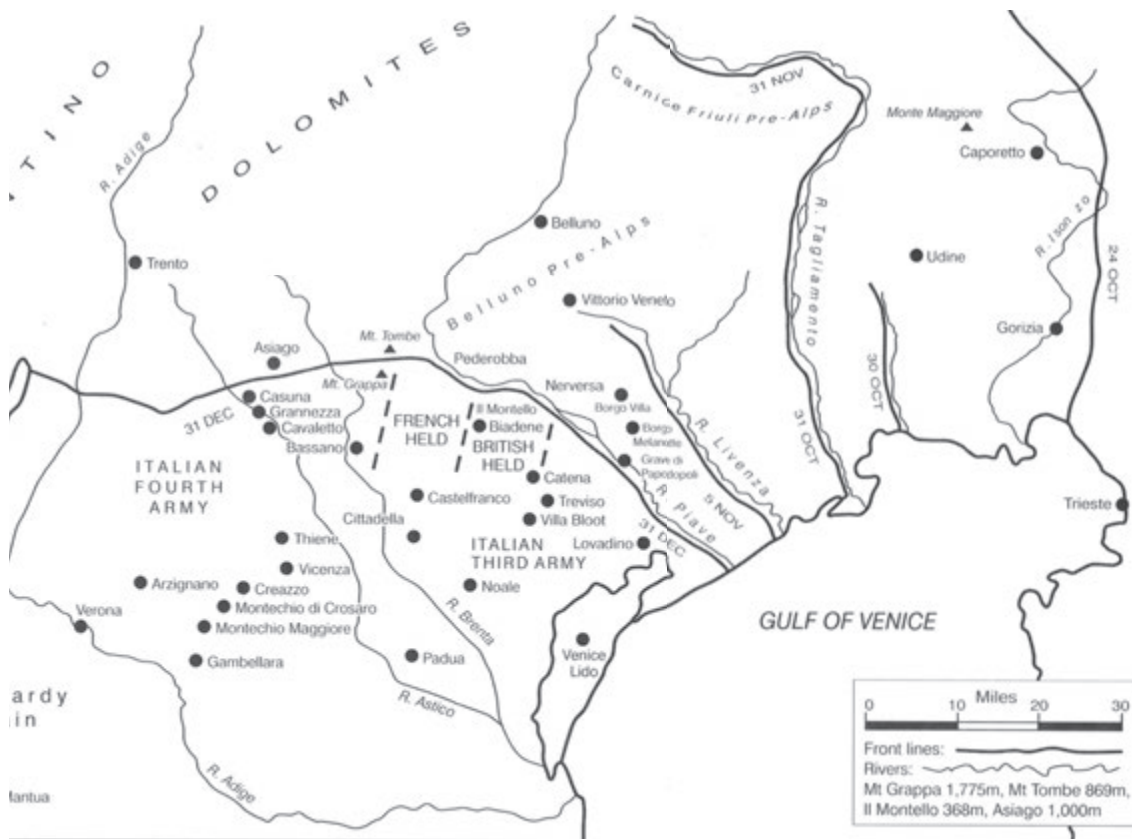 TINO
DOLOMITES
R. Adige
31 NOV
Carnice Friuli Pre-Alps
Monte Maggiore
Caporetto
R. Tagliamento
R. Isonzo
24 OCT
Belluno
Belluno Pre-Alps
Udine
Trento
Vittorio Venelo
Gorizia
Mt. Tombe
Asiago
Pederobba
Mt. Grappa
30 OCT
Nerversa
31 DEC
Casuna
Grannezza
Cavaletto
FRENCH
HELD
Il Montello
Biadene
BRITISH
HELD
Borgo Villa
Borgo
R. Livenza
31 OCT
Bassano
Grave di
Papodopoli
ITALIAN
FOURTH
ARMY
Catena
Castelfranco
Treviso
R. Piave
5 NOV
Trieste
Cittadella
Villa Bloot
Thiene
ITALIAN
THIRD ARMY
Lovadino
31 DEC
Vicenza
Arzignano
Creazzo
Noale
Verona
Montechio di Crosaro
Montechio Maggiore
R. Brenta
GULF OF VENICE
Gambellara
Padua
Venice
Lido
ardy
in
R. Astico
R. Adige
Mantua
Miles
0 10 20 30
Front lines:
Rivers:
Mt Grappa 1,775m, Mt Tombe 869m,
Il Montello 368m, Asiago 1,000m